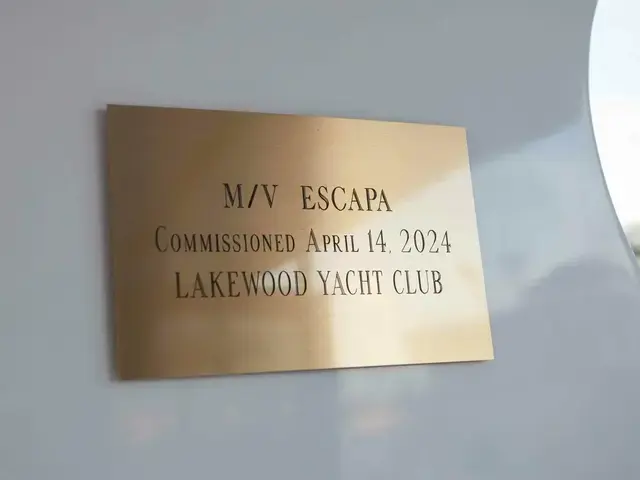 M/V ESCAPA
COMMISSIONED APRIL 14, 2024
LAKEWOOD YACHT CLUB